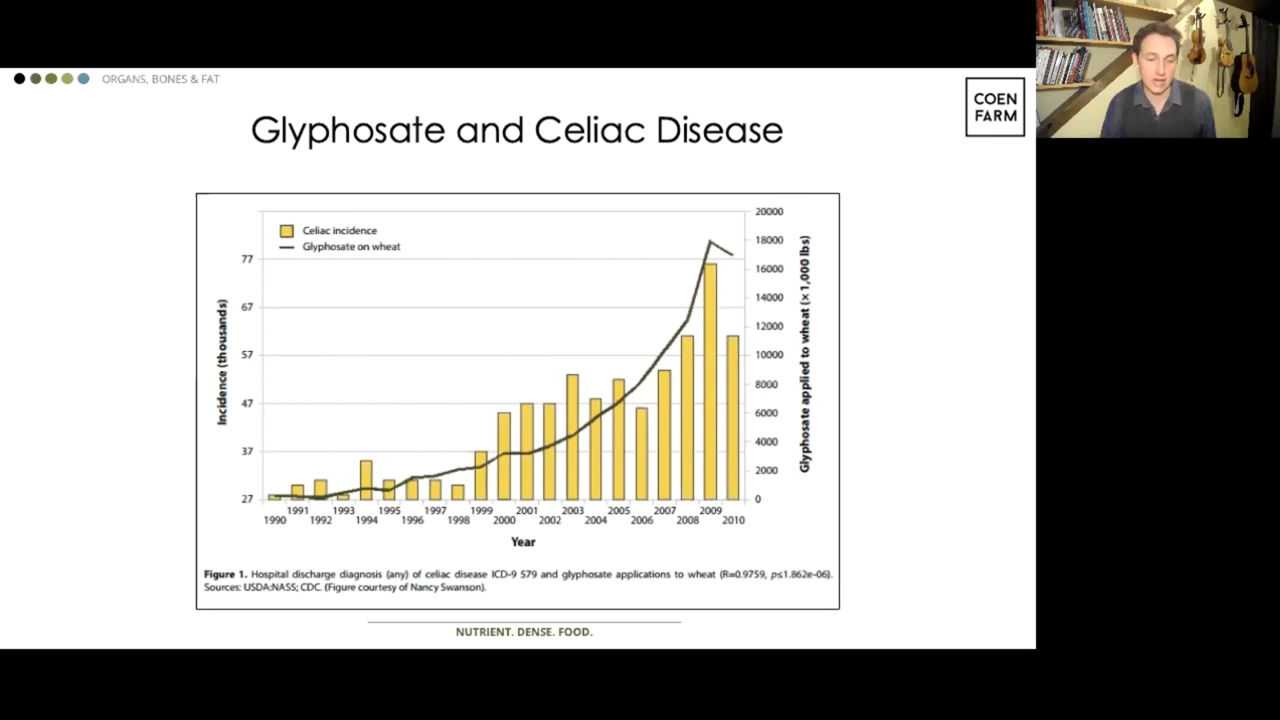 ORGANS, BONES & FAT
COEN
FARM
Glyphosate and Celiac Disease
Celiac incidence
Glyphosate on wheat
Incidence (thousands)
77
67
57
47
37
27
20000
18000
16000
14000
12000
10000
8000
6000
4000
2000
0
Glyphosate applied to wheat (× 1,000 lbs)
1991 1993 1995 1997 1999 2001 2003 2005 2007 2009
1990 1992 1994 1996 1998 2000 2002 2004 2006 2008 2010
Year
Figure 1. Hospital discharge diagnosis (any) of celiac disease ICD-9 579 and glyphosate applications to wheat (R=0.9759, p≤1.862e-06).
Sources: USDA:NASS; CDC. (Figure courtesy of Nancy Swanson).
NUTRIENT. DENSE. FOOD.